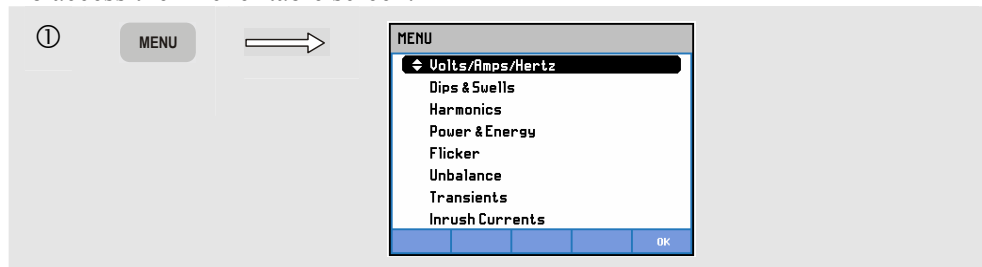 ①
MENU
MENU
Volts/Amps/Hertz
Dips & Swells
Harmonics
Power & Energy
Flicker
Unbalance
Transients
Inrush Currents
OK